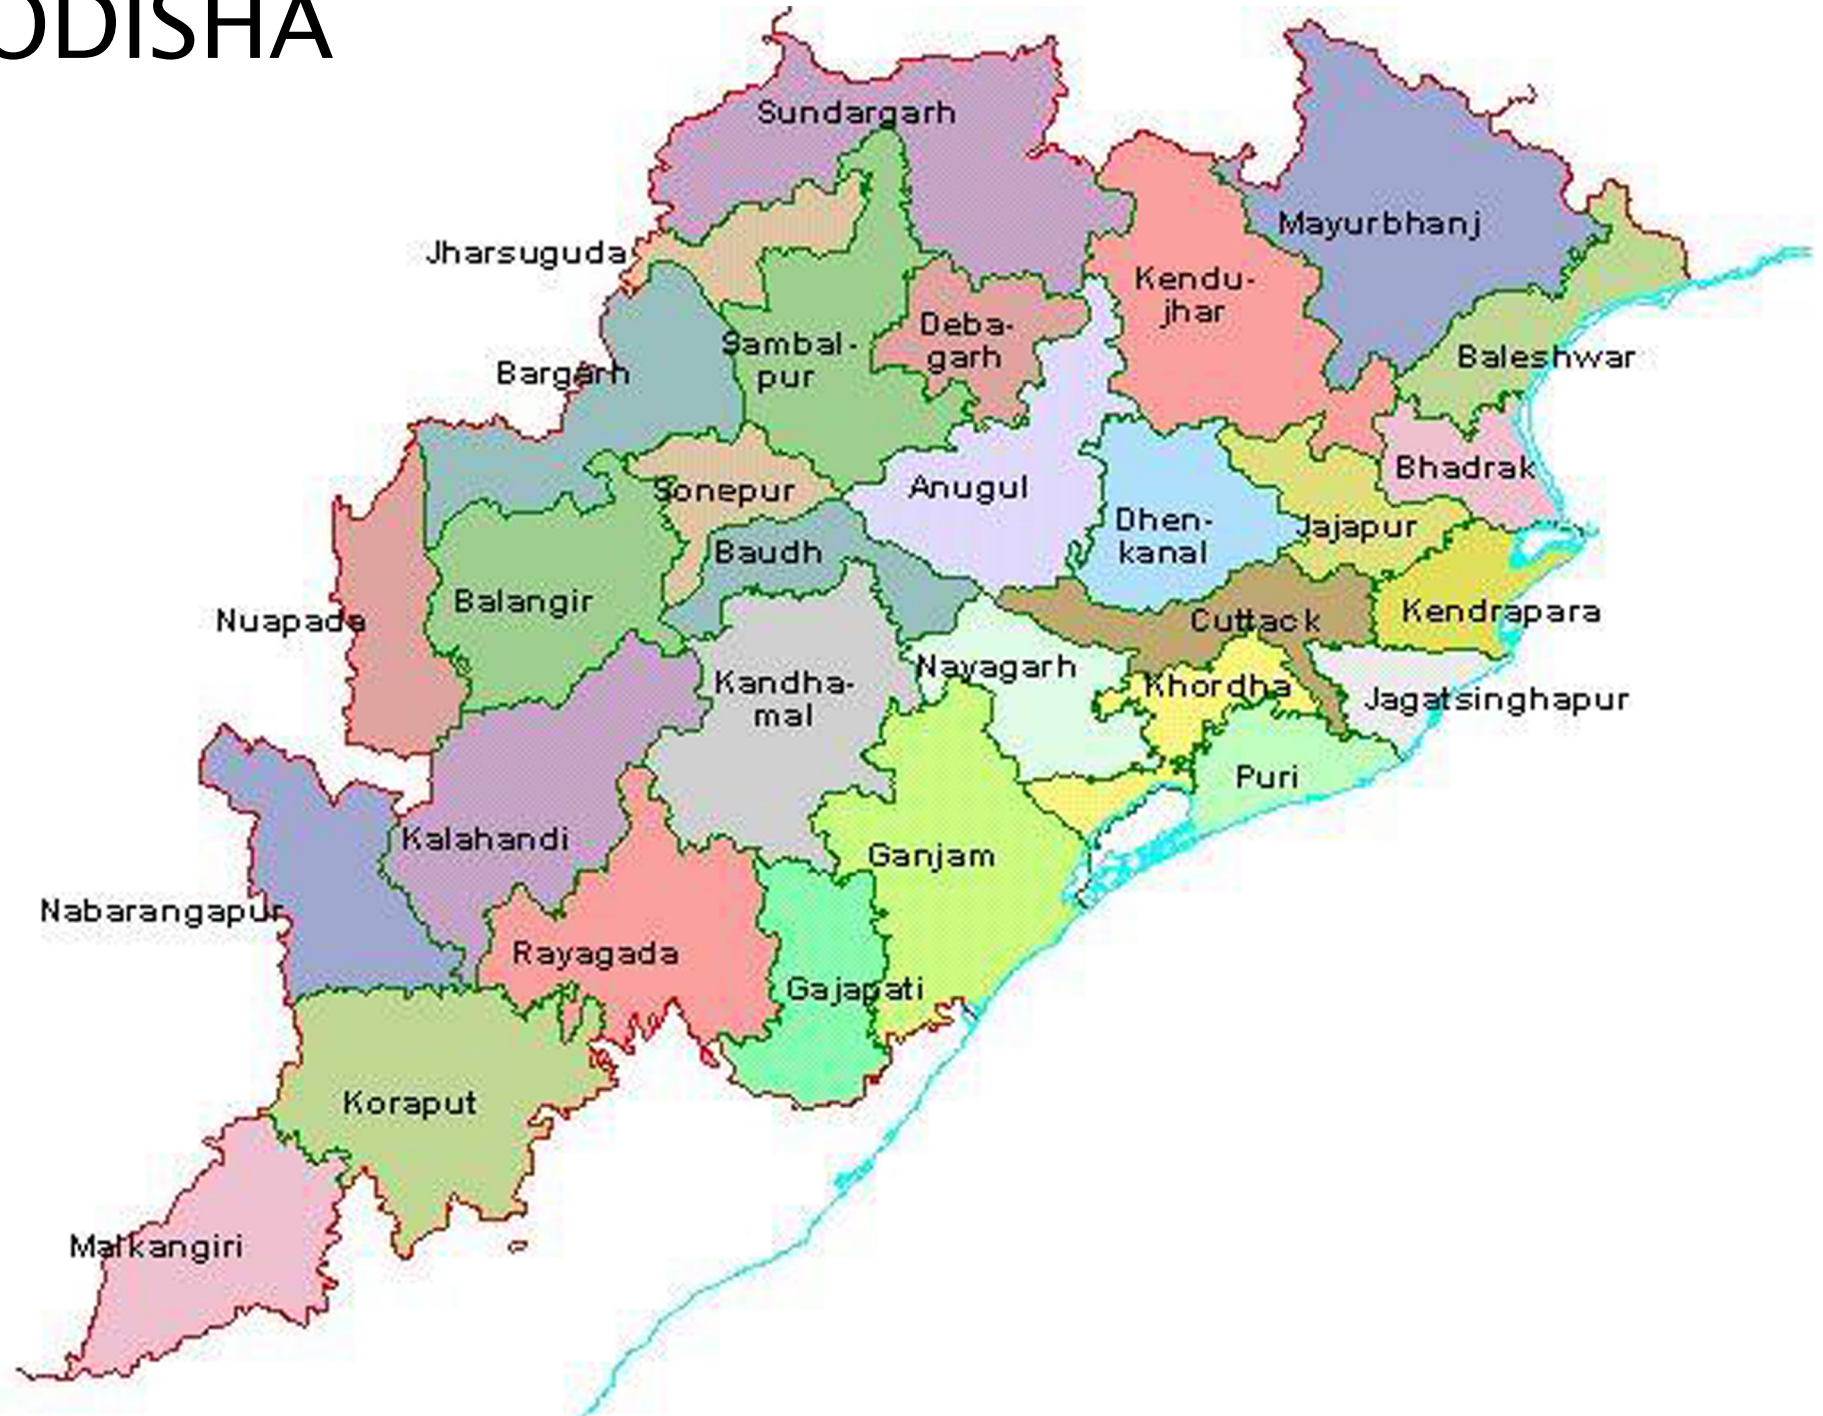 ODISHA
Sundargarh
Mayurbhanj
Jharsuguda
Kendu-
jhar
Deba-
garh
Sambal-
pur
Baleshwar
Bargarh
Bhadrak
Sonepur
Anugul
Dhen-
kanal
Jajapur
Baudh
Balangir
Nuapada
Cuttack
Kendrapara
Nayagarh
Kandha-
mal
Khordha
Jagatsinghapur
Puri
Kalahandi
Ganjam
Nabarangapur
Rayagada
Gajapati
Koraput
Malkangiri